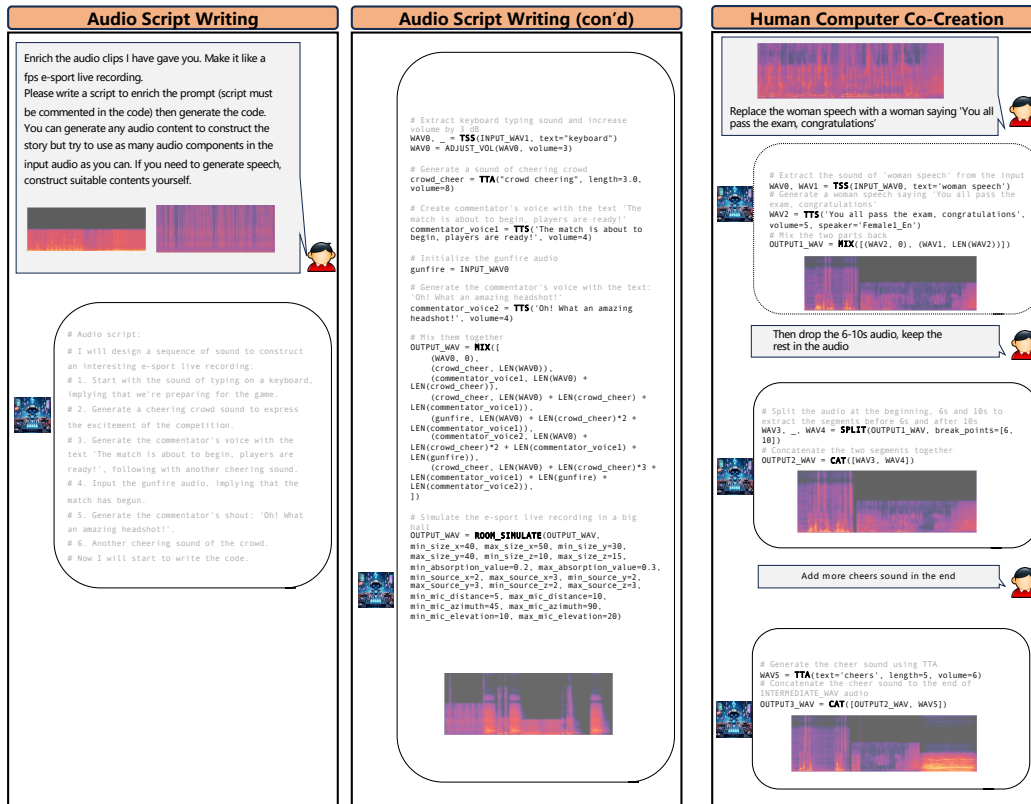 Audio Script Writing
Enrich the audio clips I have gave you. Make it like a
fps e-sport live recording.
Please write a script to enrich the prompt (script must
be commented in the code) then generate the code.
You can generate any audio content to construct the
story but try to use as many audio components in the
input audio as you can. If you need to generate speech,
construct suitable contents yourself.
# Audio script:
# I will design a sequence of sound to construct
an interesting e-sport live recording:
# 1. Start with the sound of typing on a keyboard,
implying that we're preparing for the game.
# 2. Generate a cheering crowd sound to express
the excitement of the competition.
# 3. Generate the commentator's voice with the
text 'The match is about to begin, players are
ready!', following with another cheering sound.
# 4. Input the gunfire audio, implying that the
match has begun.
# 5. Generate the commentator's shout: 'Oh! What
an amazing headshot!'.
# 6. Another cheering sound of the crowd.
# Now I will start to write the code.
Audio Script Writing (con'd)
# Extract keyboard typing sound and increase
volume by 3 dB
WAV0, _ = TSS(INPUT_WAV1, text="keyboard")
WAV0 = ADJUST_VOL(WAV0, volume=3)
# Generate a sound of cheering crowd
crowd_cheer = TTA("crowd cheering", length=3.0,
volume=8)
# Create commentator's voice with the text 'The
match is about to begin, players are ready!'
commentator_voice1 = TTS('The match is about to
begin, players are ready!', volume=4)
# Initialize the gunfire audio
gunfire = INPUT_WAV0
# Generate the commentator's voice with the text:
'Oh! What an amazing headshot!'
commentator_voice2 = TTS('Oh! What an amazing
headshot!', volume=4)
# Mix them together
OUTPUT_WAV = MIX([
(WAV0, 0),
(crowd_cheer, LEN(WAV0)),
(commentator_voice1, LEN(WAV0) +
LEN(crowd_cheer)),
(crowd_cheer, LEN(WAV0) + LEN(crowd_cheer) +
LEN(commentator_voice1)),
(gunfire, LEN(WAV0) + LEN(crowd_cheer)*2 +
LEN(commentator_voice1)),
(commentator_voice2, LEN(WAV0) +
LEN(crowd_cheer)*2 + LEN(commentator_voice1) +
LEN(gunfire)),
(crowd_cheer, LEN(WAV0) + LEN(crowd_cheer)*3 +
LEN(commentator_voice1) + LEN(gunfire) +
LEN(commentator_voice2)),
])
# Simulate the e-sport live recording in a big
hall
OUTPUT_WAV = ROOM_SIMULATE(OUTPUT_WAV,
min_size_x=40, max_size_x=50, min_size_y=30,
max_size_y=40, min_size_z=10, max_size_z=15,
min_absorption_value=0.2, max_absorption_value=0.3,
min_source_x=2, max_source_x=3, min_source_y=2,
max_source_y=3, min_source_z=2, max_source_z=3,
min_mic_distance=5, max_mic_distance=10,
min_mic_azimuth=45, max_mic_azimuth=90,
min_mic_elevation=10, max_mic_elevation=20)
Human Computer Co-Creation
Replace the woman speech with a woman saying 'You all
pass the exam, congratulations'
# Extract the sound of 'woman speech' from the input
WAV0, WAV1 = TSS(INPUT_WAV0, text='woman speech')
# Generate a woman speech saying 'You all pass the
exam, congratulations'
WAV2 = TTS('You all pass the exam, congratulations',
volume=5, speaker='Female1_En')
# Mix the two parts back
OUTPUT1_WAV = MIX([(WAV2, 0), (WAV1, LEN(WAV2))])
Then drop the 6-10s audio, keep the
rest in the audio
# Split the audio at the beginning, 6s and 10s to
extract the segments before 6s and after 10s
WAV3, _, WAV4 = SPLIT(OUTPUT1_WAV, break_points=[6,
10])
# Concatenate the two segments together
OUTPUT2_WAV = CAT([WAV3, WAV4])
Add more cheers sound in the end
# Generate the cheer sound using TTA
WAV5 = TTA(text='cheers', length=5, volume=6)
# Concatenate the cheer sound to the end of
INTERMEDIATE_WAV audio
OUTPUT3_WAV = CAT([OUTPUT2_WAV, WAV5])